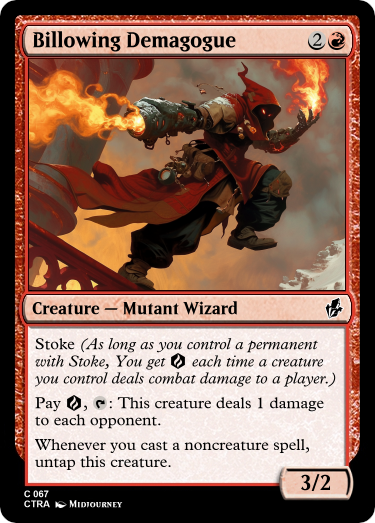 Billowing Demagogue 2
Creature — Mutant Wizard
Stoke (As long as you control a permanent
with Stoke, You get each time a creature
you control deals combat damage to a player.)
Pay , : This creature deals 1 damage
to each opponent.
Whenever you cast a noncreature spell,
untap this creature.
3/2
C 067
CTRA Midjourney